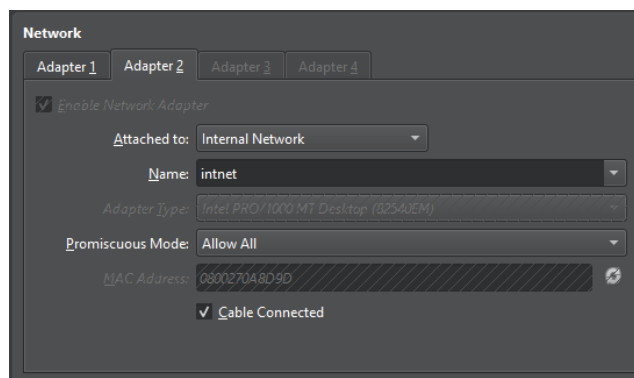 Network
Adapter 1 Adapter 2 Adapter 3 Adapter 4
Enable Network Adapter
Attached to: Internal Network
Name: intnet
Adapter Type: Intel PRO/1000 MT Desktop (82540EM)
Promiscuous Mode: Allow All
MAC Address: 0800270A8D9D
Cable Connected